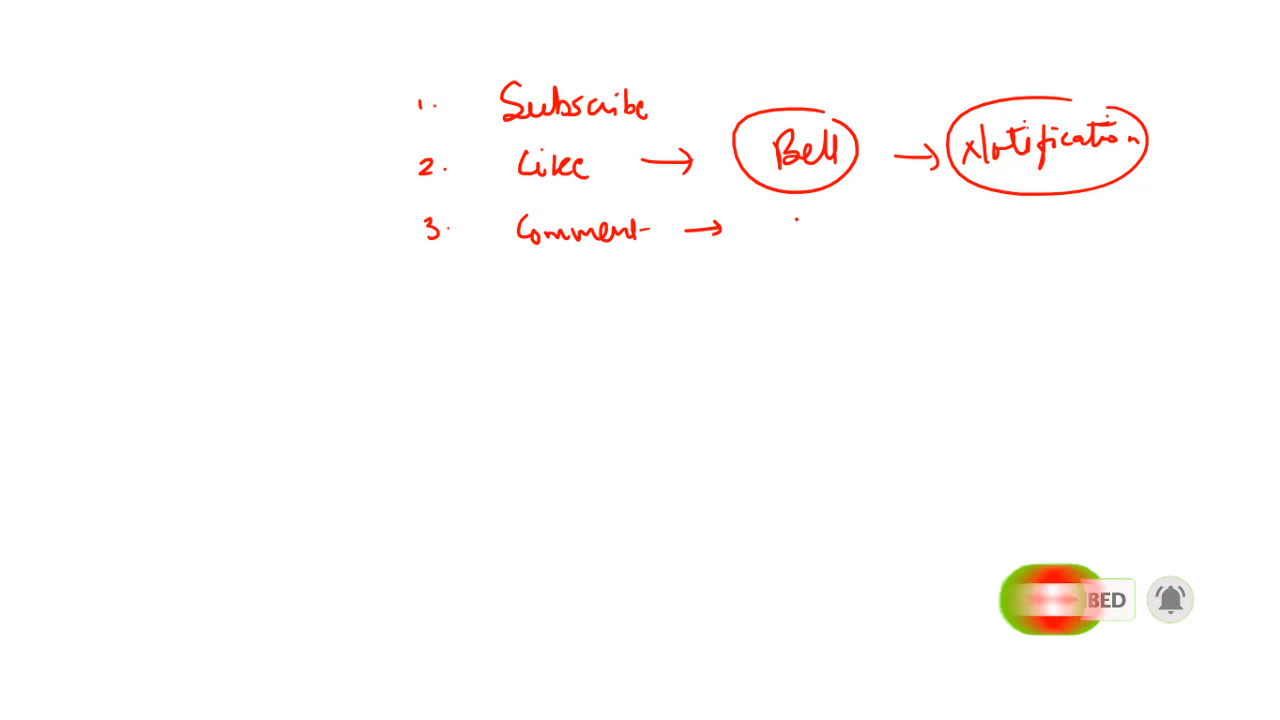 1. Subscribe
2. Like → Bell → Notification
3. Comment →
BED